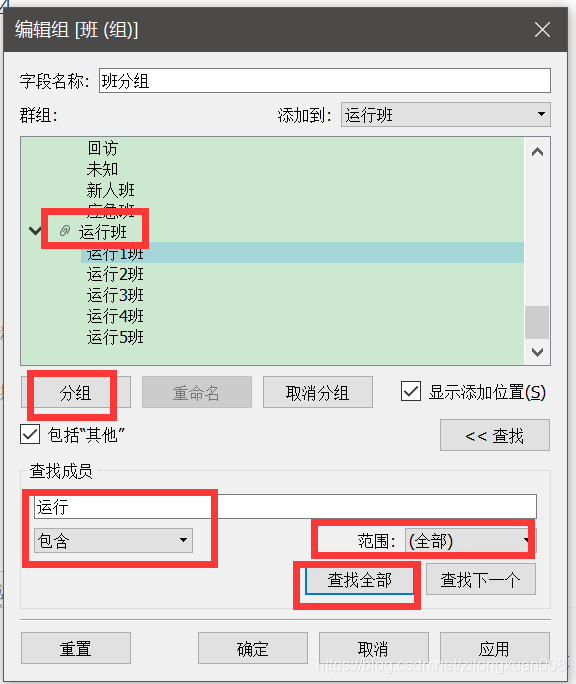 编辑组 [班 (组)]
字段名称: 班分组
群组: 添加到: 运行班
回访
未知
新人班
应急班
运行班
运行1班
运行2班
运行3班
运行4班
运行5班
分组 重命名 取消分组 显示添加位置(S)
包括“其他” << 查找
查找成员
运行
包含 范围: (全部)
查找全部 查找下一个
重置 确定 取消 应用
https://blog.csdn.net/zitongxuan008